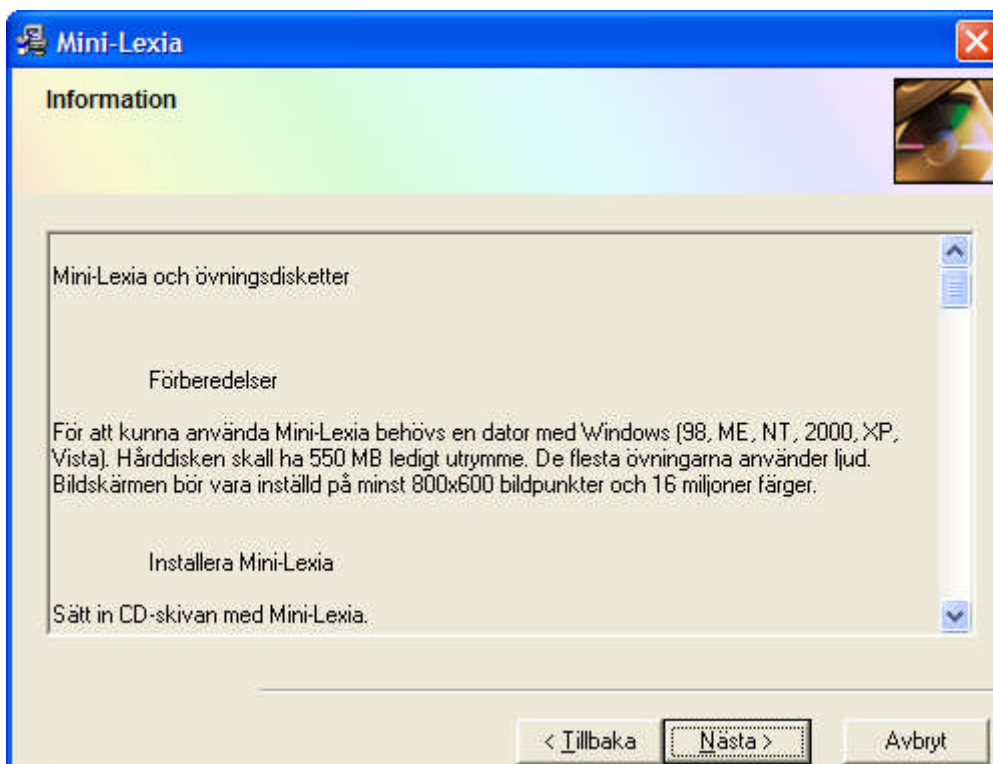 Mini-Lexia
Information
Mini-Lexia och övningsdisketter
Förberedelser
För att kunna använda Mini-Lexia behövs en dator med Windows (98, ME, NT, 2000, XP,
Vista). Hårddisken skall ha 550 MB ledigt utrymme. De flesta övningarna använder ljud.
Bildskärmen bör vara inställd på minst 800x600 bildpunkter och 16 miljoner färger.
Installera Mini-Lexia
Sätt in CD-skivan med Mini-Lexia.
< Tillbaka Nästa > Avbryt